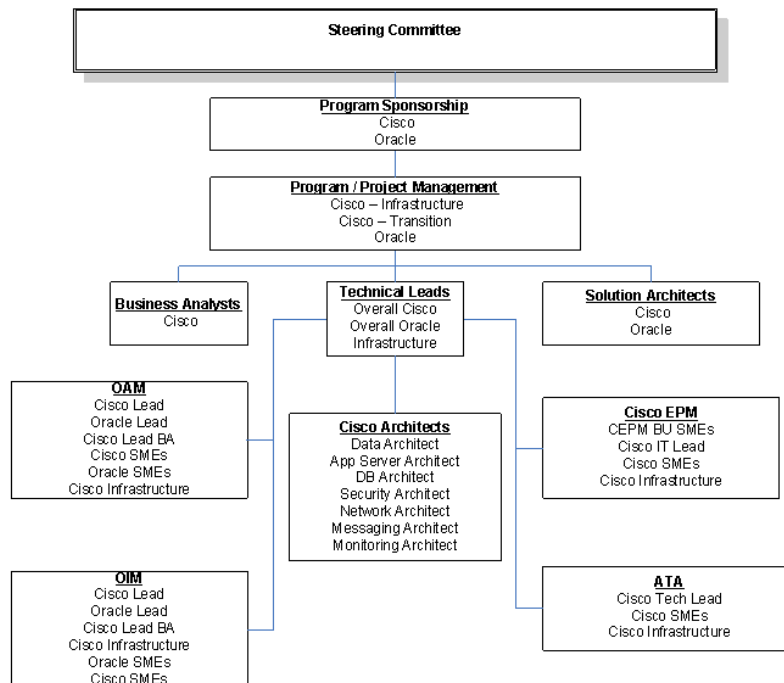 Steering Committee
Program Sponsorship
Cisco
Oracle
Program / Project Management
Cisco – Infrastructure
Cisco – Transition
Oracle
Business Analysts
Cisco
Technical Leads
Overall Cisco
Overall Oracle
Infrastructure
Solution Architects
Cisco
Oracle
OAM
Cisco Lead
Oracle Lead
Cisco Lead BA
Cisco SMEs
Oracle SMEs
Cisco Infrastructure
Cisco Architects
Data Architect
App Server Architect
DB Architect
Security Architect
Network Architect
Messaging Architect
Monitoring Architect
Cisco EPM
CEPM BU SMEs
Cisco IT Lead
Cisco SMEs
Cisco Infrastructure
OIM
Cisco Lead
Oracle Lead
Cisco Lead BA
Cisco Infrastructure
Oracle SMEs
Cisco SMEs
ATA
Cisco Tech Lead
Cisco SMEs
Cisco Infrastructure